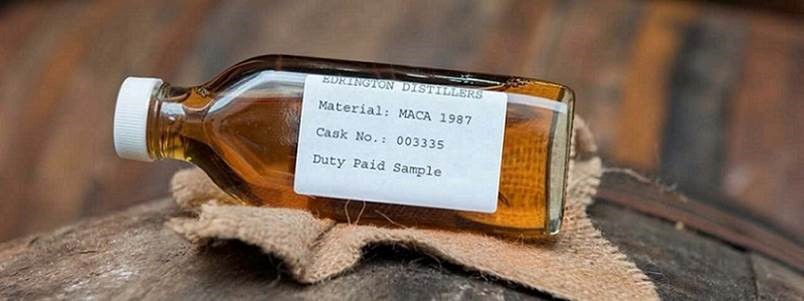 EDRINGTON DISTILLERS
Material: MACA 1987
Cask No.: 003335
Duty Paid Sample